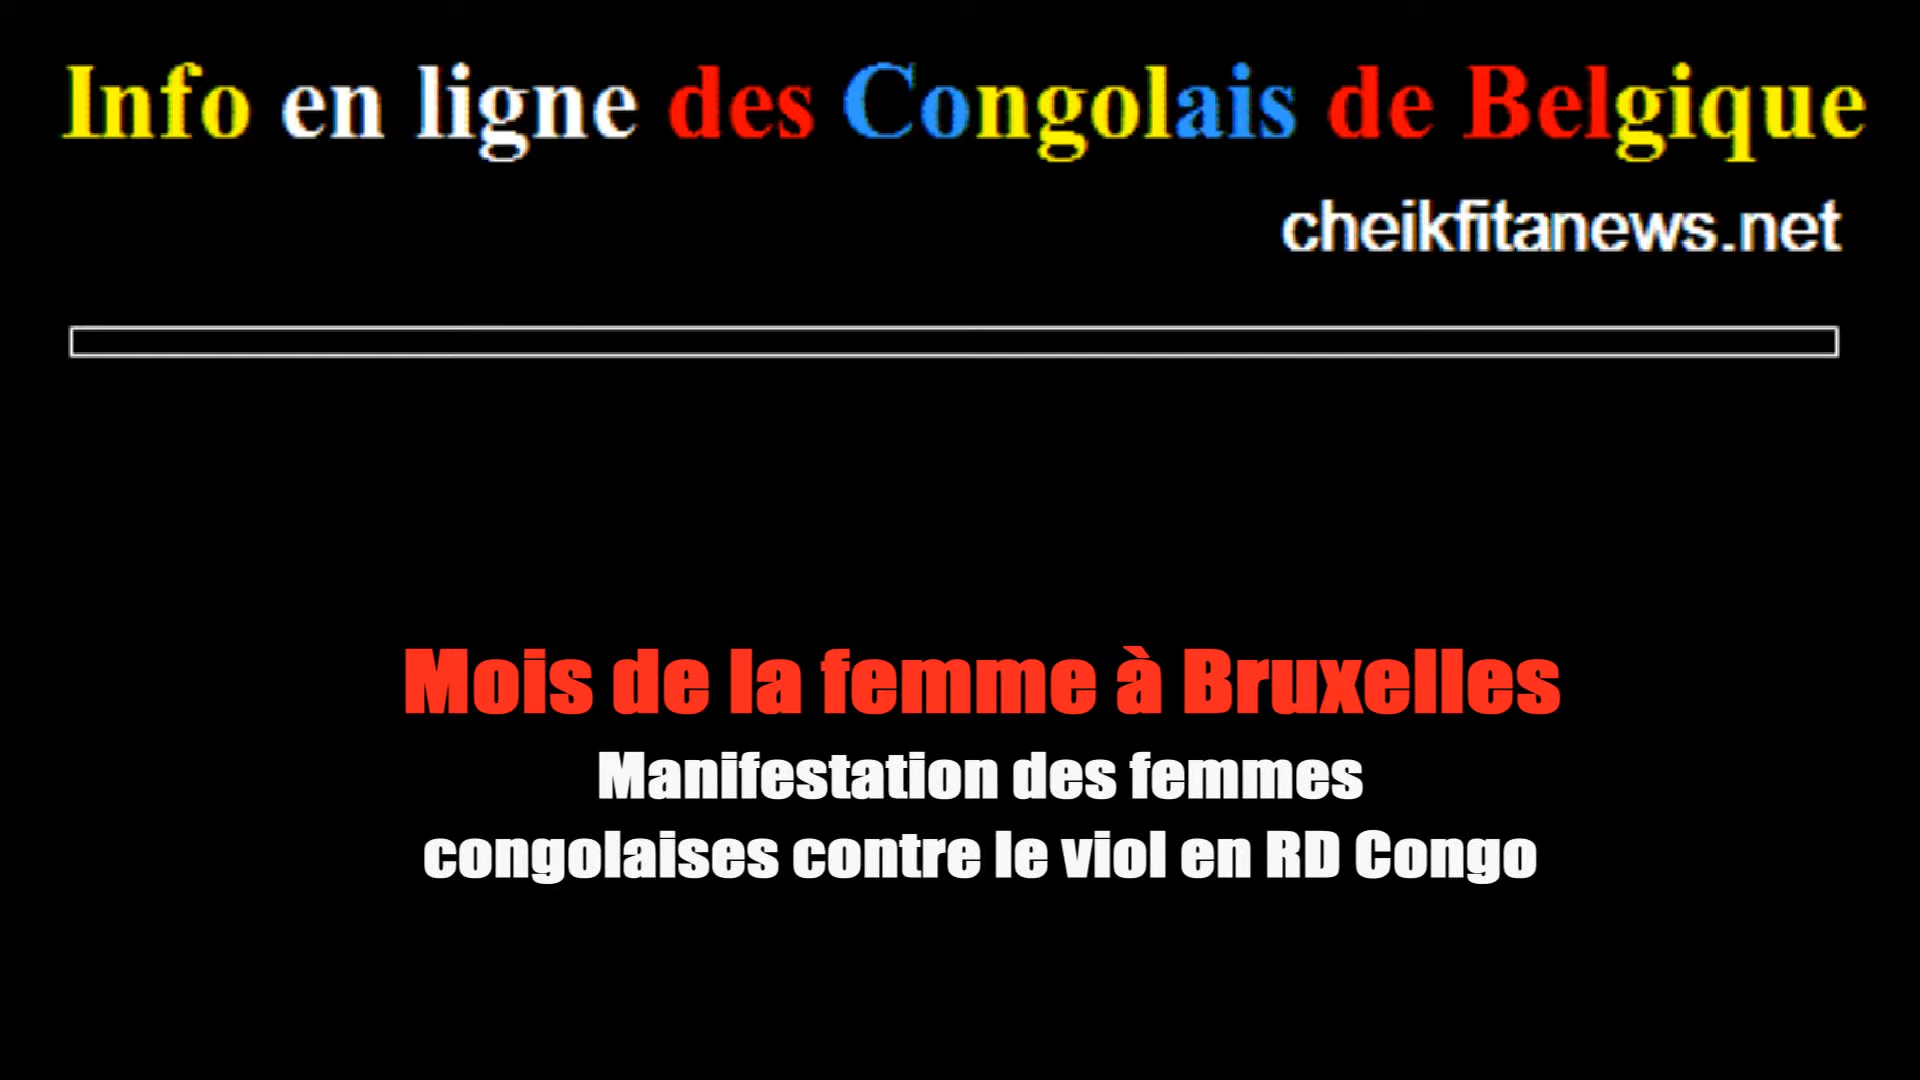 Info en ligne des Congolais de Belgique
cheikfitanews.net
Mois de la femme à Bruxelles
Manifestation des femmes
congolaises contre le viol en RD Congo